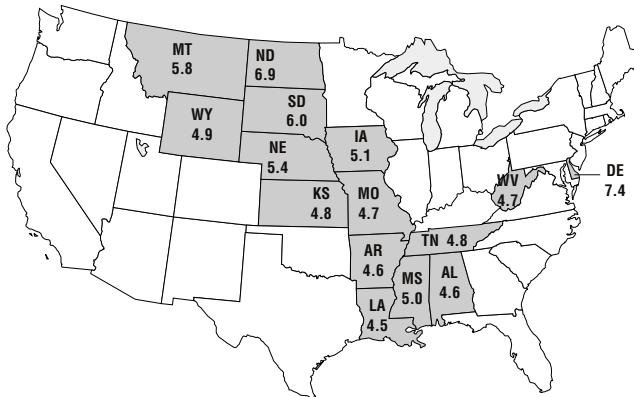 MT
5.8
ND
6.9
WY
4.9
SD
6.0
NE
5.4
IA
5.1
KS
4.8
MO
4.7
WV
4.7
DE
7.4
TN 4.8
AR
4.6
MS
5.0
AL
4.6
LA
4.5